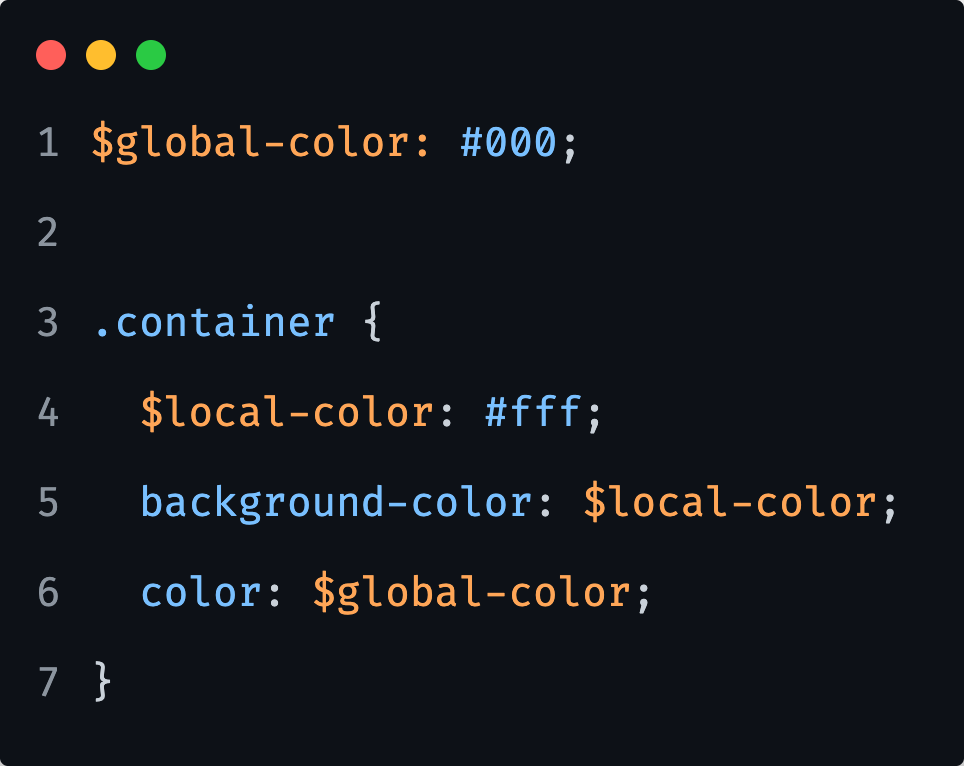 1 $global-color: #000;
2
3 .container {
4   $local-color: #fff;
5   background-color: $local-color;
6   color: $global-color;
7 }